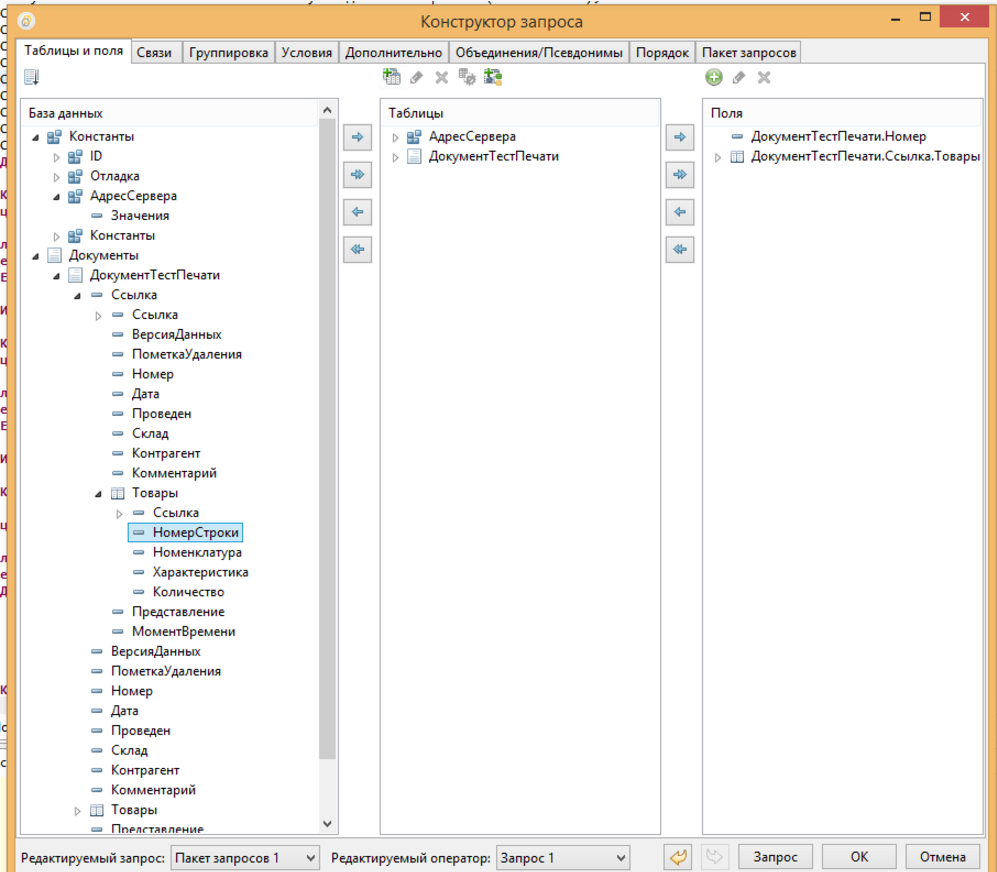 Конструктор запроса
Таблицы и поля Связи Группировка Условия Дополнительно Объединения/Псевдонимы Порядок Пакет запросов
База данных
Константы
ID
Отладка
АдресСервера
Значения
Константы
Документы
ДокументТестПечати
Ссылка
Ссылка
ВерсияДанных
ПометкаУдаления
Номер
Дата
Проведен
Склад
Контрагент
Комментарий
Товары
Ссылка
НомерСтроки
Номенклатура
Характеристика
Количество
Представление
МоментВремени
ВерсияДанных
ПометкаУдаления
Номер
Дата
Проведен
Склад
Контрагент
Комментарий
Товары
Представление
Таблицы
АдресСервера
ДокументТестПечати
Поля
ДокументТестПечати.Номер
ДокументТестПечати.Ссылка.Товары
Редактируемый запрос: Пакет запросов 1 Редактируемый оператор: Запрос 1 Запрос ОК Отмена